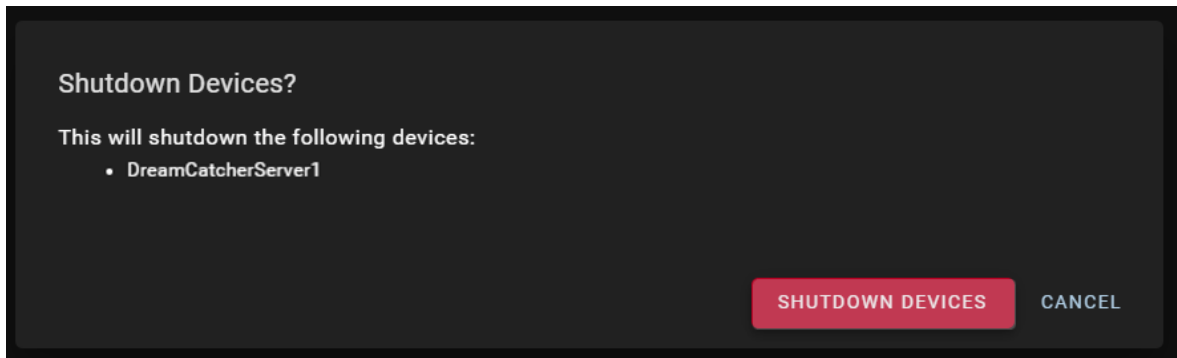 Shutdown Devices?
This will shutdown the following devices:
• DreamCatcherServer1
SHUTDOWN DEVICES CANCEL